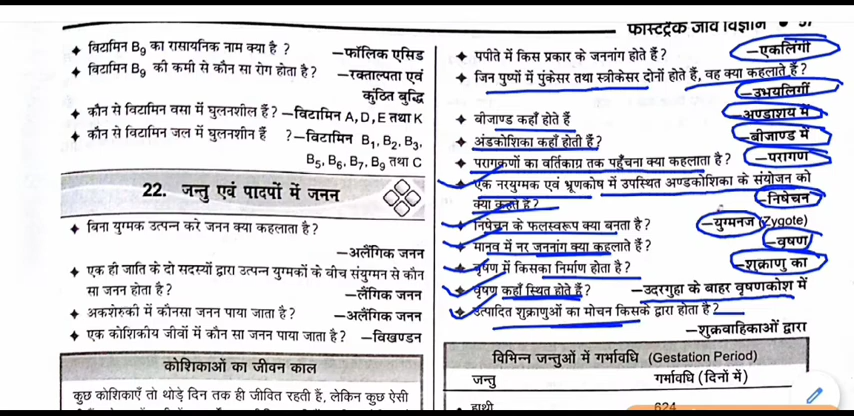 फास्टट्रैक जीव विज्ञान • 57
✦ विटामिन B9 का रासायनिक नाम क्या है ? —फॉलिक एसिड
✦ विटामिन B9 की कमी से कौन सा रोग होता है? —रक्ताल्पता एवं
कुंठित बुद्धि
✦ कौन से विटामिन वसा में घुलनशील हैं? —विटामिन A, D, E तथा K
✦ कौन से विटामिन जल में घुलनशीन हैं ?—विटामिन B1, B2, B3,
B5, B6, B7, B9 तथा C
22. जन्तु एवं पादपों में जनन
✦ बिना युग्मक उत्पन्न करे जनन क्या कहलाता है?
—अलैंगिक जनन
✦ एक ही जाति के दो सदस्यों द्वारा उत्पन्न युग्मकों के बीच संयुग्मन से कौन
सा जनन होता है? —लैंगिक जनन
✦ अकशेरुकी में कौनसा जनन पाया जाता है? —अलैंगिक जनन
✦ एक कोशिकीय जीवों में कौन सा जनन पाया जाता है? —विखण्डन
कोशिकाओं का जीवन काल
कुछ कोशिकाएँ तो थोड़े दिन तक ही जीवित रहती हैं, लेकिन कुछ ऐसी
✦ पपीते में किस प्रकार के जननांग होते हैं? —एकलिंगी
✦ जिन पुष्पों में पुंकेसर तथा स्त्रीकेसर दोनों होते हैं, वह क्या कहलाते हैं?
—उभयलिंगी
✦ बीजाण्ड कहाँ होते हैं —अण्डाशय में
✦ अंडकोशिका कहाँ होती हैं? —बीजाण्ड में
✦ परागकणों का वर्तिकाग्र तक पहुँचना क्या कहलाता है? —परागण
✦ एक नरयुग्मक एवं भ्रूणकोष में उपस्थित अण्डकोशिका के संयोजन को
क्या कहते हैं? —निषेचन
✦ निषेचन के फलस्वरूप क्या बनता है? —युग्मनज (Zygote)
✦ मानव में नर जननांग क्या कहलाते हैं? —वृषण
✦ वृषण में किसका निर्माण होता है? —शुक्राणु का
✦ वृषण कहाँ स्थित होते हैं? —उदरगुहा के बाहर वृषणकोश में
✦ उत्पादित शुक्राणुओं का मोचन किसके द्वारा होता है?
—शुक्रवाहिकाओं द्वारा
विभिन्न जन्तुओं में गर्भावधि (Gestation Period)
जन्तु गर्भावधि (दिनों में)
• हाथी 624